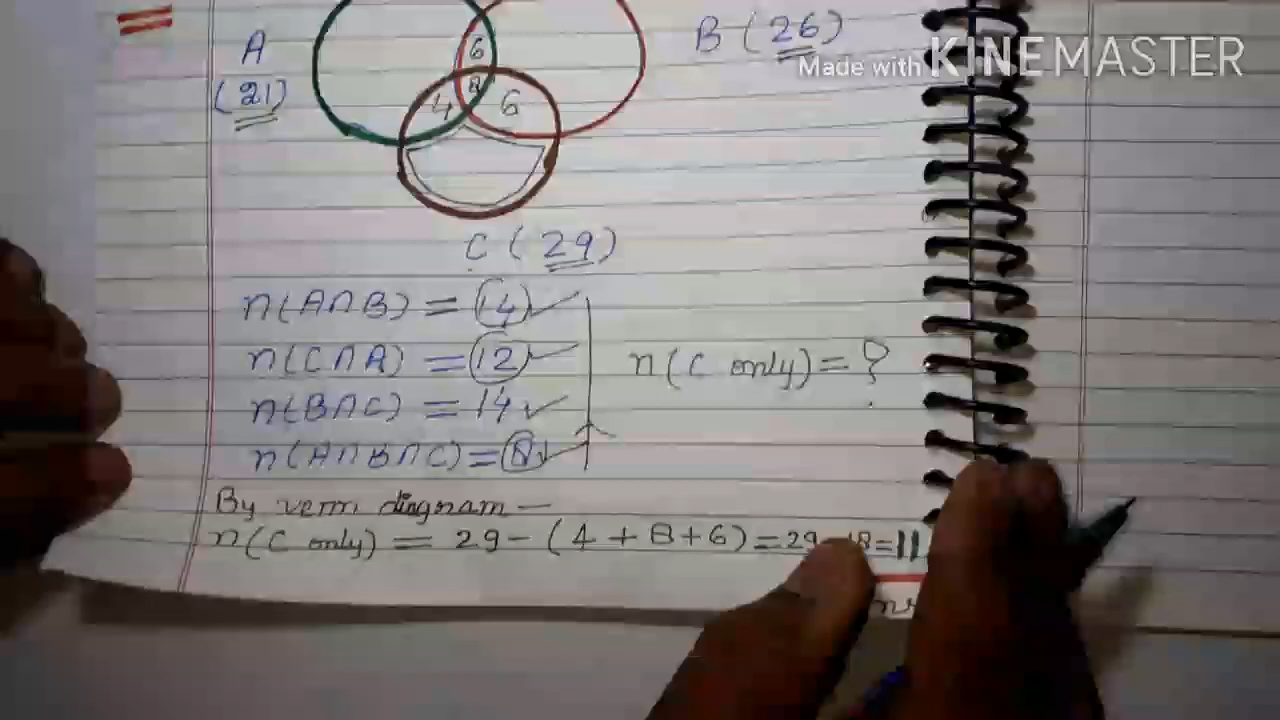 6
A
B (26)
Made with KINEMASTER
(21)
8
4
6
C (29)
n(A∩B) = 14 ✓
n(C∩A) = 12 ✓
n(C only) = ?
n(B∩C) = 14 ✓
n(A∩B∩C) = 8 ✓
By venn diagram —
n(C only) = 29 - (4 + 8 + 6) = 29 - 18 = 11